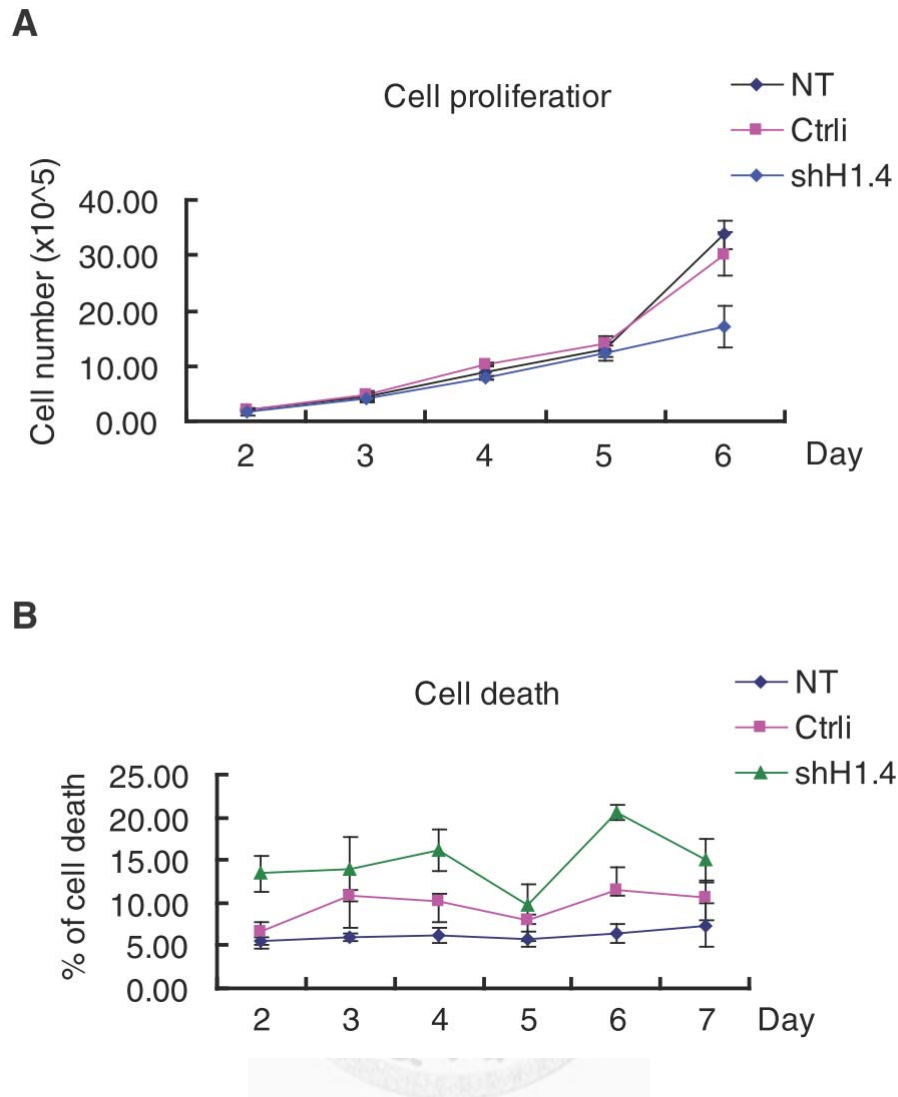 A
Cell proliferatior
NT
Ctrli
shH1.4
Cell number (x10^5)
40.00
30.00
20.00
10.00
0.00
2 3 4 5 6 Day
B
Cell death
NT
Ctrli
shH1.4
% of cell death
25.00
20.00
15.00
10.00
5.00
0.00
2 3 4 5 6 7 Day